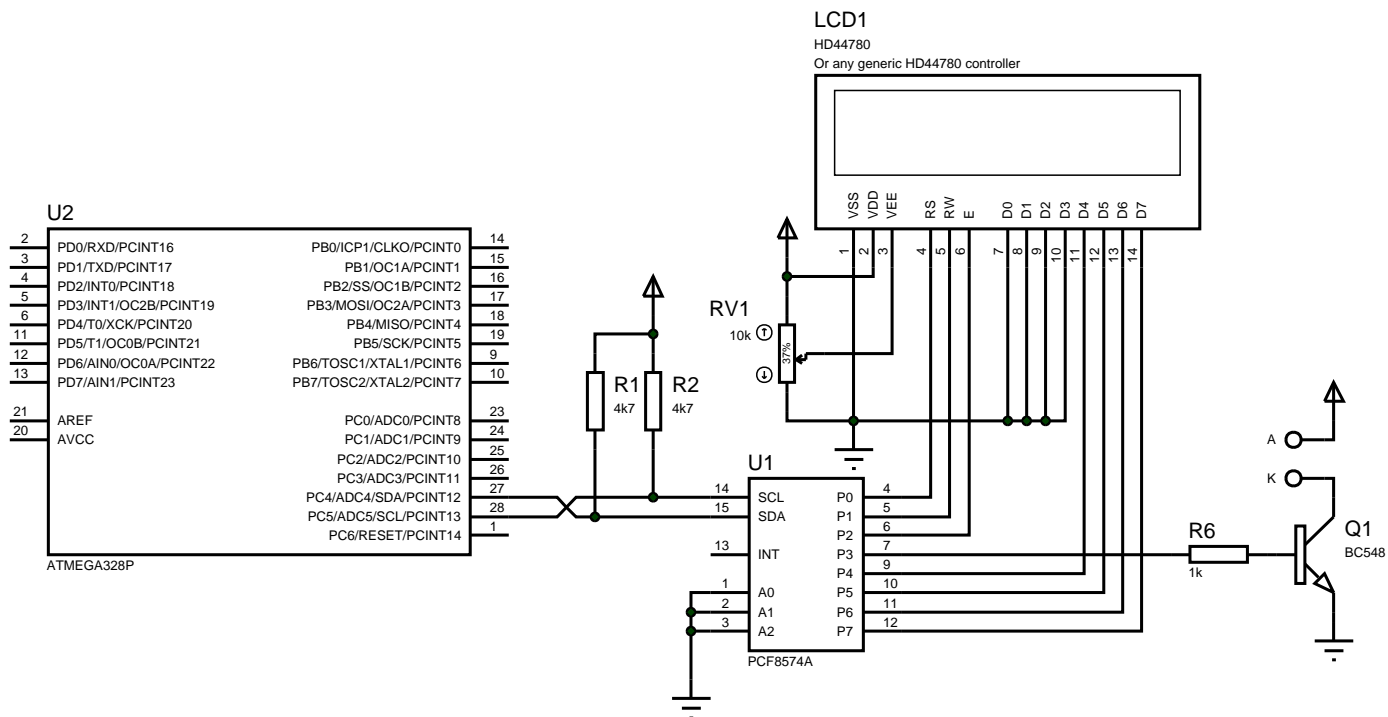 LCD1
HD44780
Or any generic HD44780 controller
VSS
VDD
VEE
RS
RW
E
D0
D1
D2
D3
D4
D5
D6
D7
1
2
3
4
5
6
7
8
9
10
11
12
13
14
U2
2 PD0/RXD/PCINT16 PB0/ICP1/CLKO/PCINT0 14
3 PD1/TXD/PCINT17 PB1/OC1A/PCINT1 15
4 PD2/INT0/PCINT18 PB2/SS/OC1B/PCINT2 16
5 PD3/INT1/OC2B/PCINT19 PB3/MOSI/OC2A/PCINT3 17
6 PD4/T0/XCK/PCINT20 PB4/MISO/PCINT4 18
11 PD5/T1/OC0B/PCINT21 PB5/SCK/PCINT5 19
12 PD6/AIN0/OC0A/PCINT22 PB6/TOSC1/XTAL1/PCINT6 9
13 PD7/AIN1/PCINT23 PB7/TOSC2/XTAL2/PCINT7 10
21 AREF PC0/ADC0/PCINT8 23
20 AVCC PC1/ADC1/PCINT9 24
PC2/ADC2/PCINT10 25
PC3/ADC3/PCINT11 26
PC4/ADC4/SDA/PCINT12 27
PC5/ADC5/SCL/PCINT13 28
PC6/RESET/PCINT14 1
ATMEGA328P
R1
4k7
R2
4k7
RV1
10k
37%
U1
14 SCL P0 4
15 SDA P1 5
P2 6
13 INT P3 7
P4 9
1 A0 P5 10
2 A1 P6 11
3 A2 P7 12
PCF8574A
R6
1k
A
K
Q1
BC548